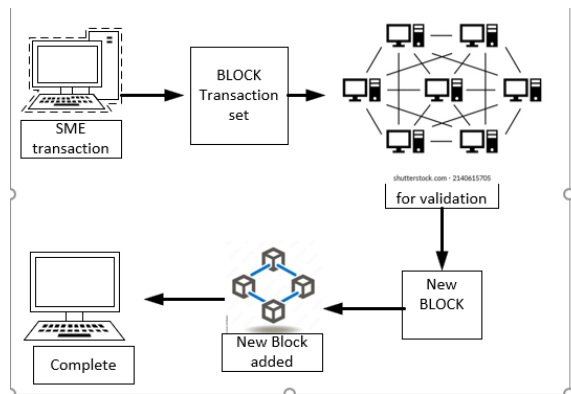 BLOCK
Transaction
set
SME
transaction
shutterstock.com · 2140615705
for validation
New
BLOCK
New Block
added
Complete